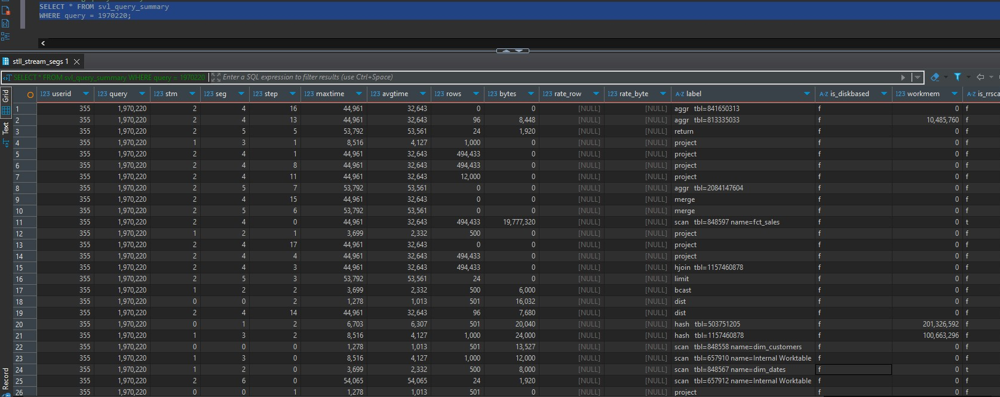 SELECT * FROM svl_query_summary
WHERE query = 1970220;
stll_stream_segs 1
SELECT * FROM svl_query_summary WHERE query = 1970220 Enter a SQL expression to filter results (use Ctrl+Space)
Grid
Text
Record
123 userid 123 query 123 stm 123 seg 123 step 123 maxtime 123 avgtime 123 rows 123 bytes 123 rate_row 123 rate_byte A-Z label A-Z is_diskbased 123 workmem A-Z is_rrsca
1 355 1,970,220 2 4 16 44,961 32,643 0 0 [NULL] [NULL] aggr tbl=841650313 f 0 f
2 355 1,970,220 2 4 13 44,961 32,643 96 8,448 [NULL] [NULL] aggr tbl=813335033 f 10,485,760 f
3 355 1,970,220 2 5 5 53,792 53,561 24 1,920 [NULL] [NULL] return f 0 f
4 355 1,970,220 1 3 1 8,516 4,127 1,000 0 [NULL] [NULL] project f 0 f
5 355 1,970,220 2 4 1 44,961 32,643 494,433 0 [NULL] [NULL] project f 0 f
6 355 1,970,220 2 4 8 44,961 32,643 494,433 0 [NULL] [NULL] project f 0 f
7 355 1,970,220 2 4 11 44,961 32,643 12,000 0 [NULL] [NULL] project f 0 f
8 355 1,970,220 2 5 7 53,792 53,561 0 0 [NULL] [NULL] aggr tbl=2084147604 f 0 f
9 355 1,970,220 2 4 15 44,961 32,643 0 0 [NULL] [NULL] merge f 0 f
10 355 1,970,220 2 5 6 53,792 53,561 0 0 [NULL] [NULL] merge f 0 f
11 355 1,970,220 2 4 0 44,961 32,643 494,433 19,777,320 [NULL] [NULL] scan tbl=848597 name=fct_sales f 0 t
12 355 1,970,220 1 2 1 3,699 2,332 500 0 [NULL] [NULL] project f 0 f
13 355 1,970,220 2 4 17 44,961 32,643 0 0 [NULL] [NULL] project f 0 f
14 355 1,970,220 2 4 4 44,961 32,643 494,433 0 [NULL] [NULL] project f 0 f
15 355 1,970,220 2 4 3 44,961 32,643 494,433 0 [NULL] [NULL] hjoin tbl=1157460878 f 0 f
16 355 1,970,220 2 5 3 53,792 53,561 24 0 [NULL] [NULL] limit f 0 f
17 355 1,970,220 1 2 2 3,699 2,332 500 6,000 [NULL] [NULL] bcast f 0 f
18 355 1,970,220 0 0 2 1,278 1,013 501 16,032 [NULL] [NULL] dist f 0 f
19 355 1,970,220 2 4 14 44,961 32,643 96 7,680 [NULL] [NULL] dist f 0 f
20 355 1,970,220 0 1 2 6,703 6,307 501 20,040 [NULL] [NULL] hash tbl=503751205 f 201,326,592 f
21 355 1,970,220 1 3 2 8,516 4,127 1,000 24,000 [NULL] [NULL] hash tbl=1157460878 f 100,663,296 f
22 355 1,970,220 0 0 0 1,278 1,013 501 13,527 [NULL] [NULL] scan tbl=848558 name=dim_customers f 0 f
23 355 1,970,220 1 3 0 8,516 4,127 1,000 12,000 [NULL] [NULL] scan tbl=657910 name=Internal Worktable f 0 f
24 355 1,970,220 1 2 0 3,699 2,332 500 8,000 [NULL] [NULL] scan tbl=848567 name=dim_dates f 0 t
25 355 1,970,220 2 6 0 54,065 54,065 24 1,920 [NULL] [NULL] scan tbl=657912 name=Internal Worktable f 0 f
26 355 1,970,220 0 0 1 1,278 1,013 501 0 [NULL] [NULL] project f 0 f